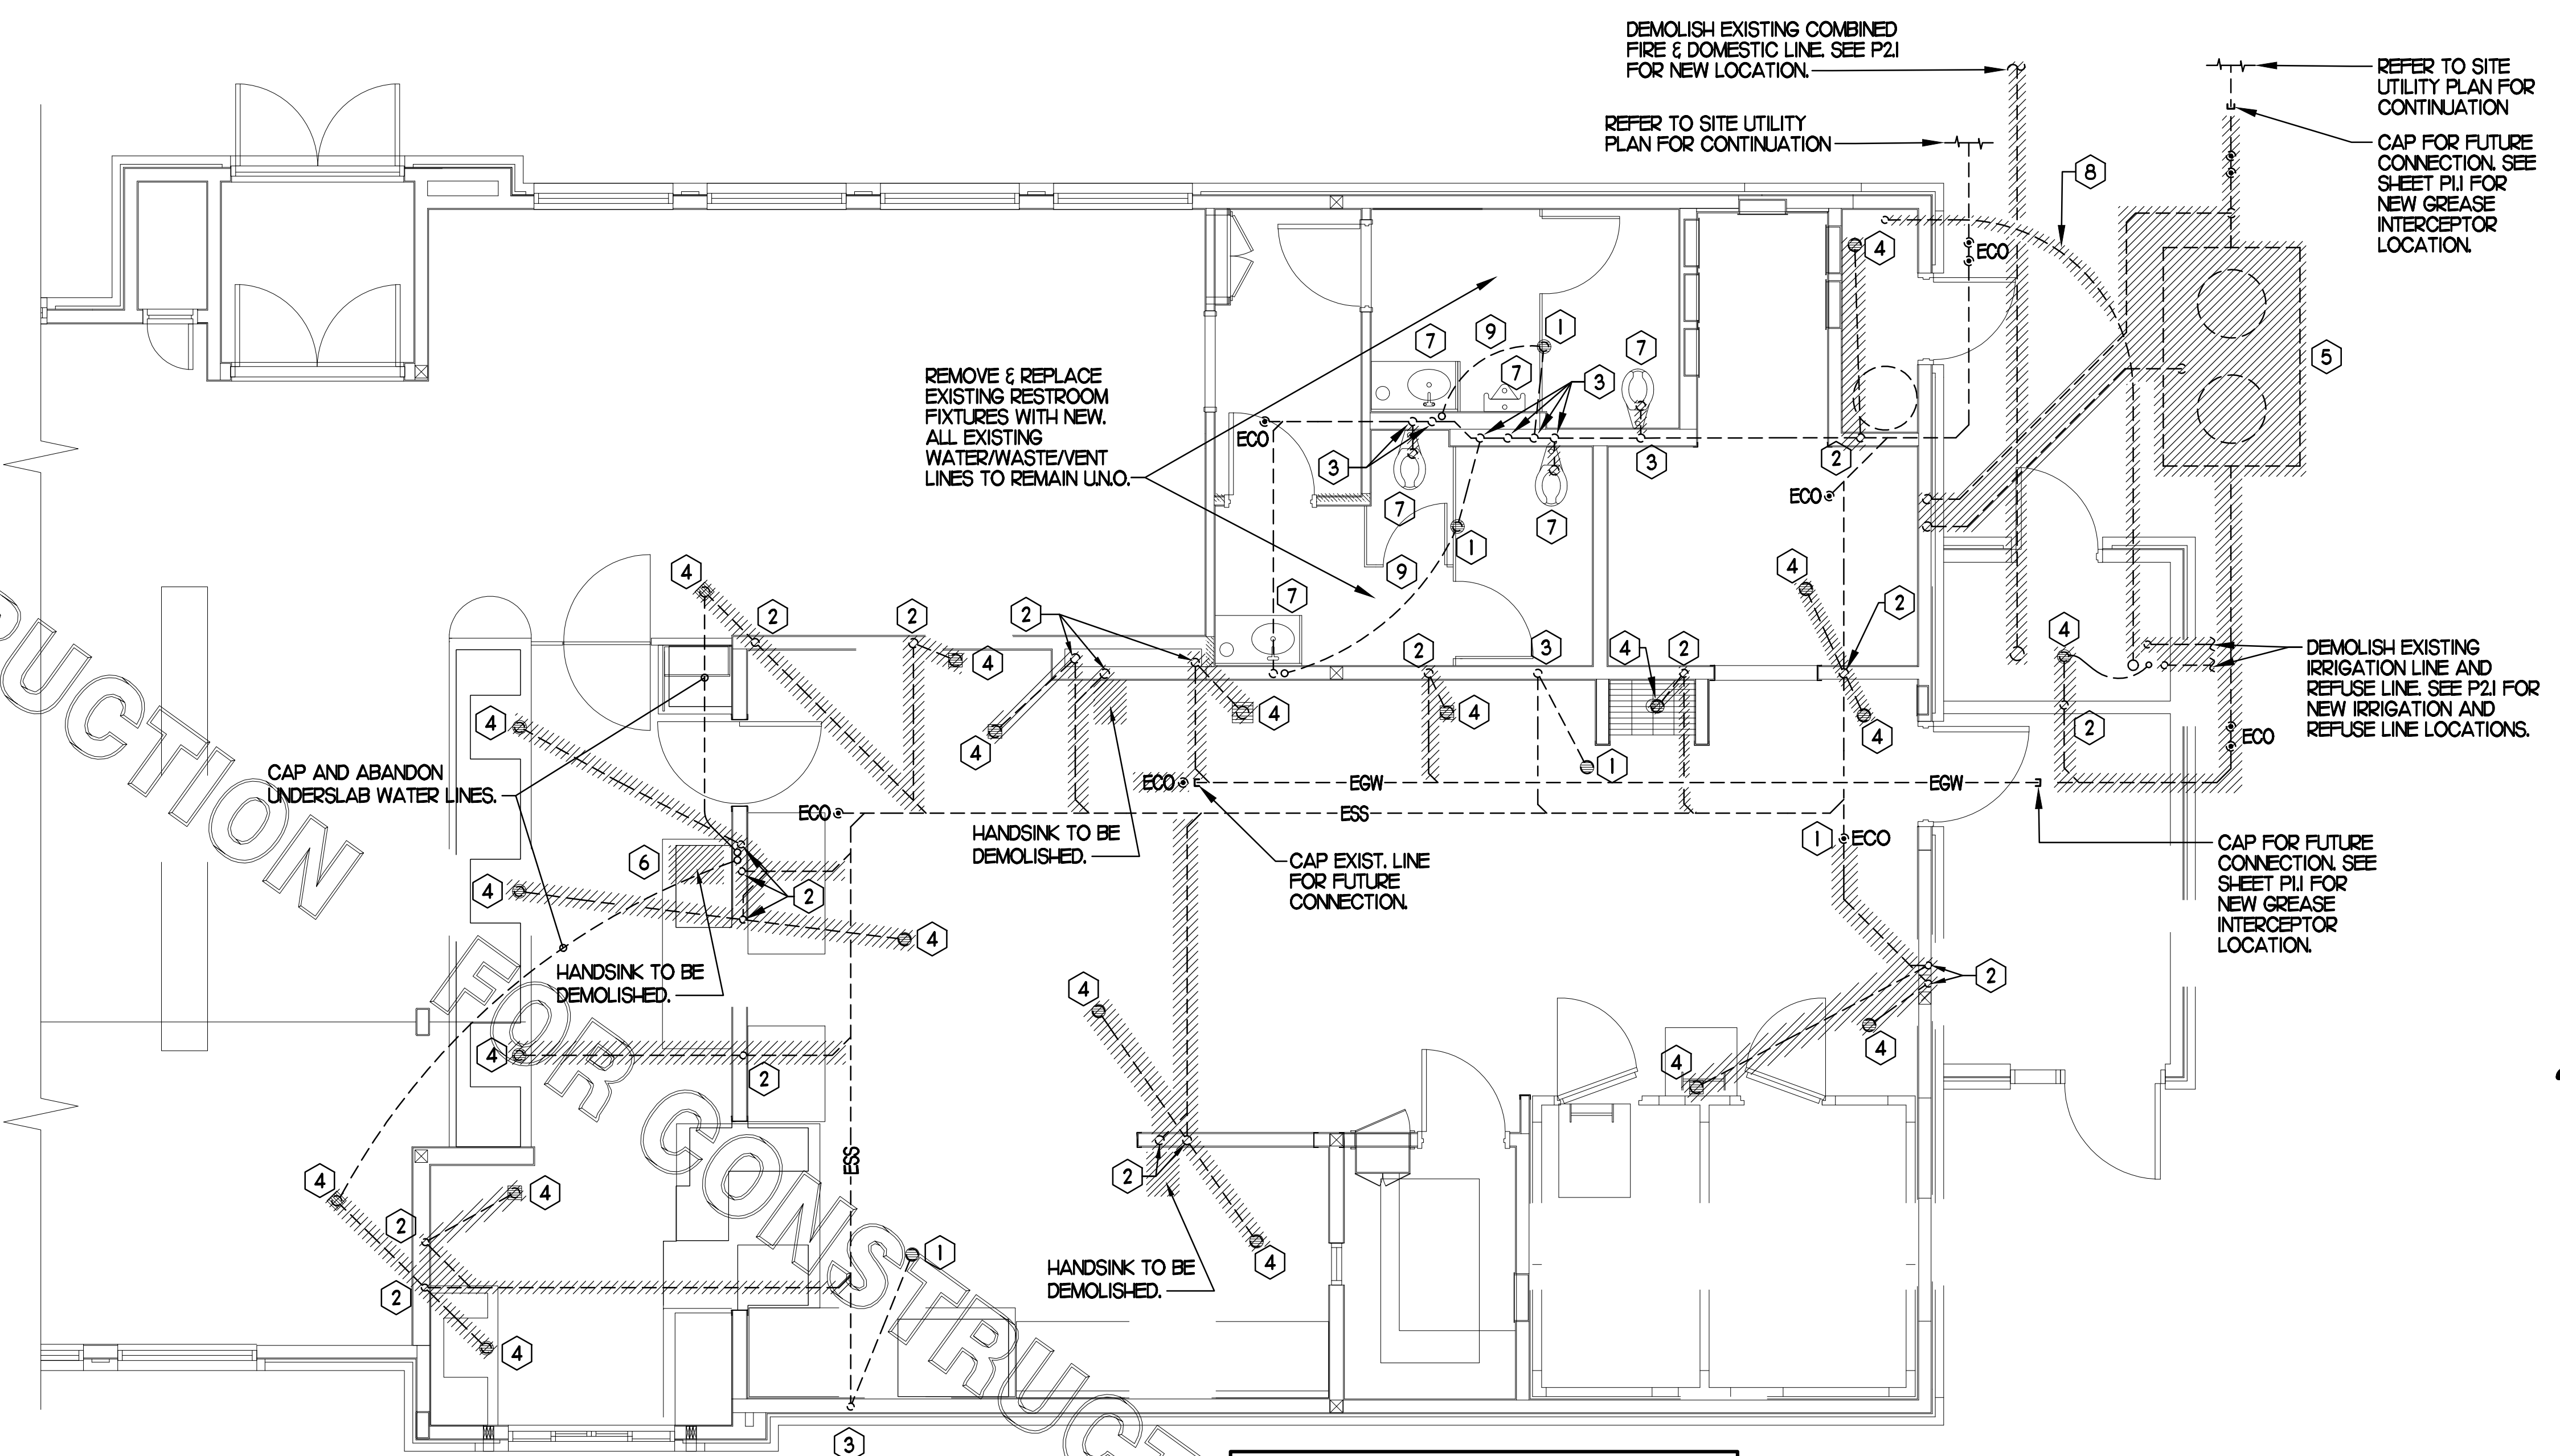 DEMOLISH EXISTING COMBINED
FIRE & DOMESTIC LINE. SEE P2.1
FOR NEW LOCATION.
REFER TO SITE
UTILITY PLAN FOR
CONTINUATION
REFER TO SITE UTILITY
PLAN FOR CONTINUATION
CAP FOR FUTURE
CONNECTION. SEE
SHEET P1.1 FOR
NEW GREASE
INTERCEPTOR
LOCATION.
8
4
ECO
1
9
7
7
7
3
5
REMOVE & REPLACE
EXISTING RESTROOM
FIXTURES WITH NEW.
ALL EXISTING
WATER/WASTE/VENT
LINES TO REMAIN U.N.O.
ECO
3
3
2
ECO
7
7
1
9
7
4
2
2
2
4
2
4
4
2
3
4
2
4
4
4
4
1
4
2
DEMOLISH EXISTING
IRRIGATION LINE AND
REFUSE LINE. SEE P2.1 FOR
NEW IRRIGATION AND
REFUSE LINE LOCATIONS.
ECO
4
CAP AND ABANDON
UNDERSLAB WATER LINES.
ECO
EGW
EGW
ECO
ESS
HANDSINK TO BE
DEMOLISHED.
1
ECO
6
CAP EXIST. LINE
FOR FUTURE
CONNECTION.
CAP FOR FUTURE
CONNECTION. SEE
SHEET P1.1 FOR
NEW GREASE
INTERCEPTOR
LOCATION.
4
2
4
HANDSINK TO BE
DEMOLISHED.
2
4
4
4
4
2
ESS
4
4
2
2
2
1
4
HANDSINK TO BE
DEMOLISHED.
4
3
RUCTION
FOR CONSTRUCT